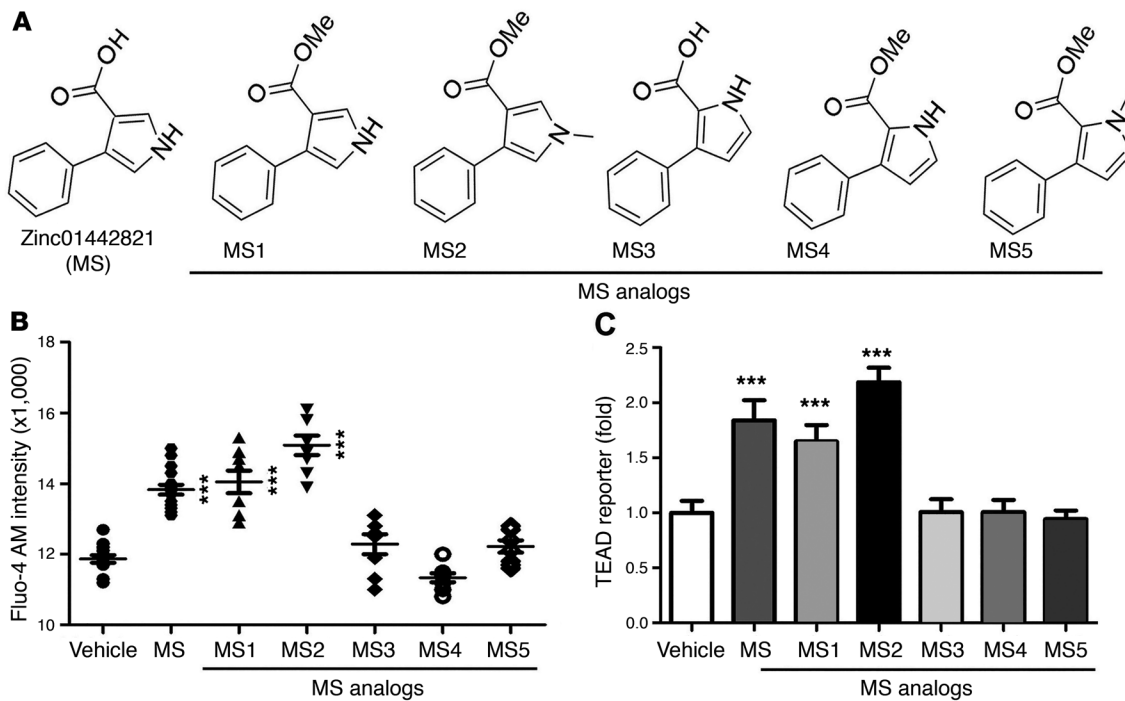 A
OH
O
NH
OMe
O
NH
OMe
O
N
OH
O
NH
OMe
O
NH
OMe
O
N
Zinc01442821
(MS)
MS1
MS2
MS3
MS4
MS5
MS analogs
B
Fluo-4 AM intensity (x1,000)
18
16
14
12
10
***
***
***
Vehicle
MS
MS1
MS2
MS3
MS4
MS5
MS analogs
C
TEAD reporter (fold)
2.5
2.0
1.5
1.0
0.5
0.0
***
***
***
Vehicle
MS
MS1
MS2
MS3
MS4
MS5
MS analogs